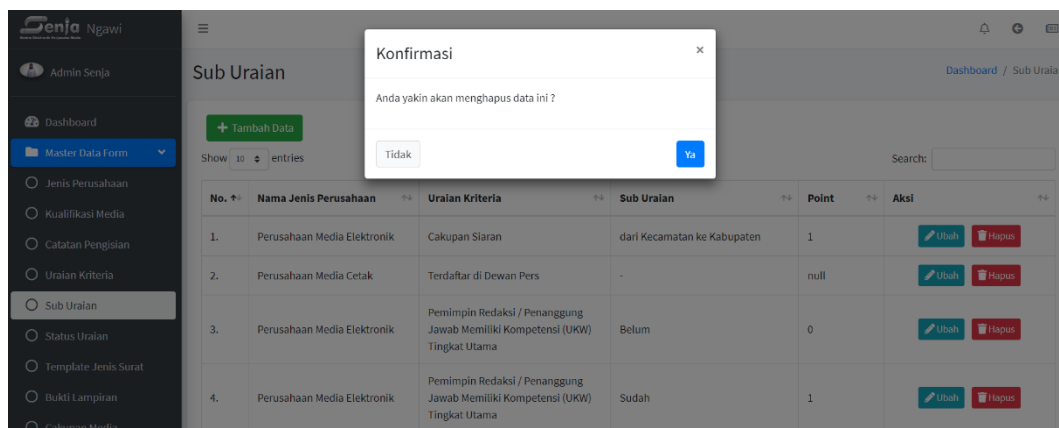 Senja Ngawi
Admin Senja
Dashboard
Master Data Form
Jenis Perusahaan
Kualifikasi Media
Catatan Pengisian
Uraian Kriteria
Sub Uraian
Status Uraian
Template Jenis Surat
Bukti Lampiran
Cakupan Media
Sub Uraian
Dashboard / Sub Uraia
Konfirmasi ×
Anda yakin akan menghapus data ini ?
Tidak Ya
+ Tambah Data
Show 10 entries Search:
No. Nama Jenis Perusahaan Uraian Kriteria Sub Uraian Point Aksi
1. Perusahaan Media Elektronik Cakupan Siaran dari Kecamatan ke Kabupaten 1 Ubah Hapus
2. Perusahaan Media Cetak Terdaftar di Dewan Pers - null Ubah Hapus
3. Perusahaan Media Elektronik Pemimpin Redaksi / Penanggung
Jawab Memiliki Kompetensi (UKW)
Tingkat Utama Belum 0 Ubah Hapus
4. Perusahaan Media Elektronik Pemimpin Redaksi / Penanggung
Jawab Memiliki Kompetensi (UKW)
Tingkat Utama Sudah 1 Ubah Hapus